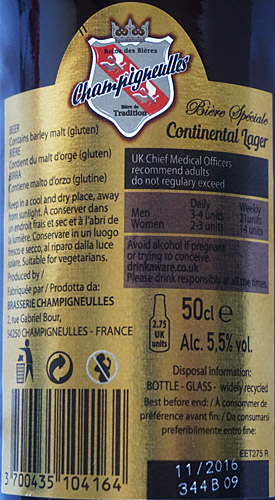 Reine des Bières
Champigneulles
Bière de
Tradition
Bière Spéciale
Continental Lager
BEER
Contains barley malt (gluten)
BIÈRE
Contient du malt d'orge (gluten)
BIRRA
Contiene malto d'orzo (glutine)
Keep in a cool and dry place, away
from sunlight. A conserver dans
un endroit frais et sec et à l'abri de
la lumière. Conservare in un luogo
fresco e secco, al riparo dalla luce
solare. Suitable for vegetarians.
Produced by /
Fabriquée par / Prodotta da:
BRASSERIE CHAMPIGNEULLES
2, rue Gabriel Bour,
54250 CHAMPIGNEULLES - FRANCE
3 700435 104164
UK Chief Medical Officers
recommend adults
do not regularly exceed
Daily Weekly
Men 3-4 units 21 units
Women 2-3 units 14 units
Avoid alcohol if pregnant
or trying to conceive.
drinkaware.co.uk
Please drink responsibly at all times.
2.75
UK
units
50cl e
Alc. 5,5% vol.
Disposal information:
BOTTLE - GLASS - widely recycled
Best before end: / À consommer de
préférence avant fin: / Da consumarsi
preferibilmente entro fine:
EET275 R
11/2016
344B 09